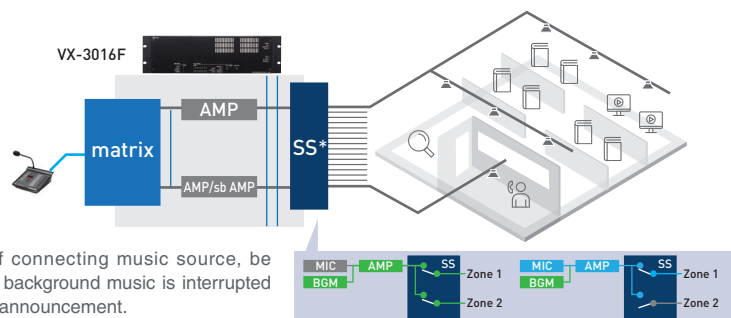 VX-3016F
AMP
matrix
SS*
AMP/sb AMP
f connecting music source, be
background music is interrupted
announcement.
MIC
AMP
SS
Zone 1
BGM
Zone 2
MIC
AMP
SS
Zone 1
BGM
Zone 2